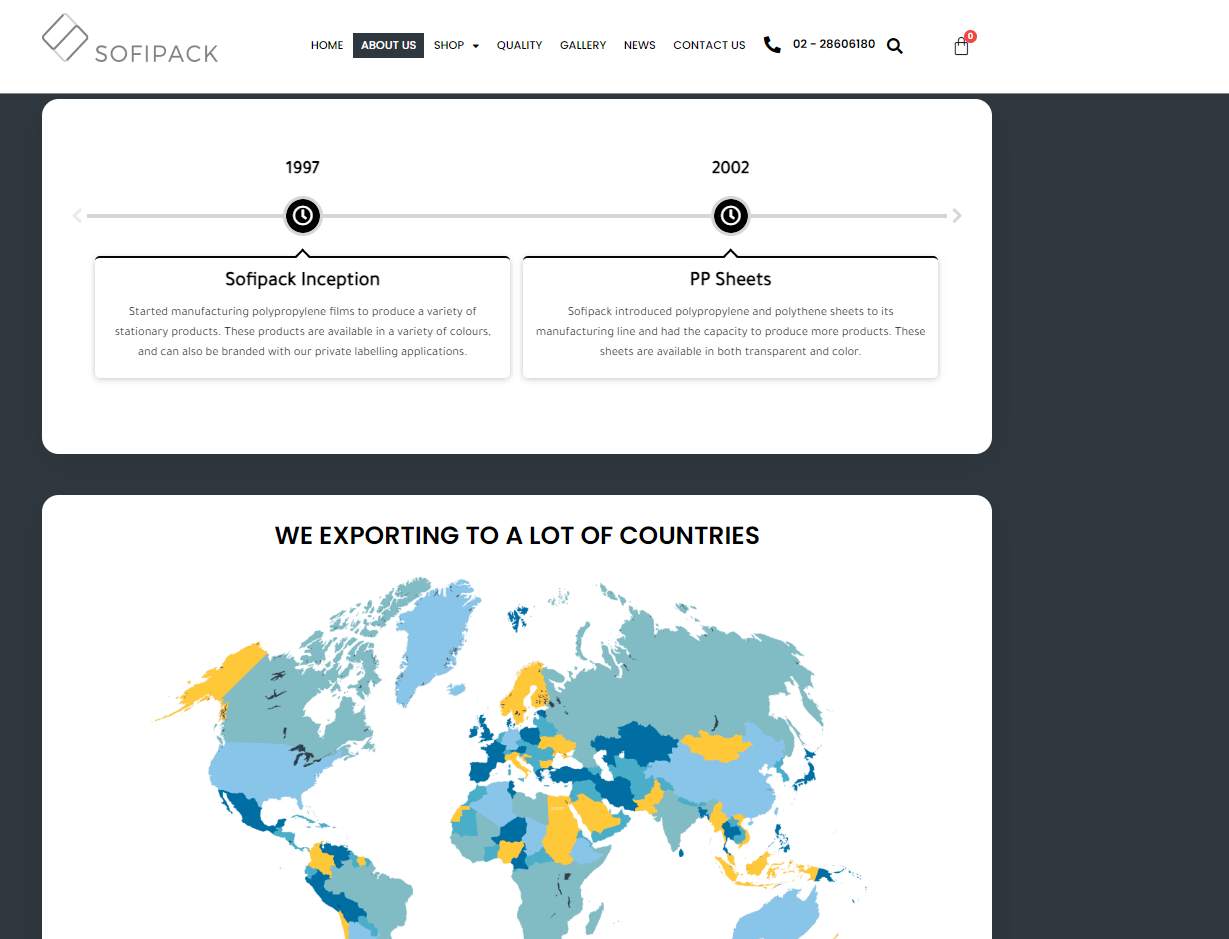 SOFIPACK
HOME ABOUT US SHOP QUALITY GALLERY NEWS CONTACT US 02 - 28606180 0
1997
Sofipack Inception
Started manufacturing polypropylene films to produce a variety of
stationary products. These products are available in a variety of colours,
and can also be branded with our private labelling applications.
2002
PP Sheets
Sofipack introduced polypropylene and polythene sheets to its
manufacturing line and had the capacity to produce more products. These
sheets are available in both transparent and color.
WE EXPORTING TO A LOT OF COUNTRIES